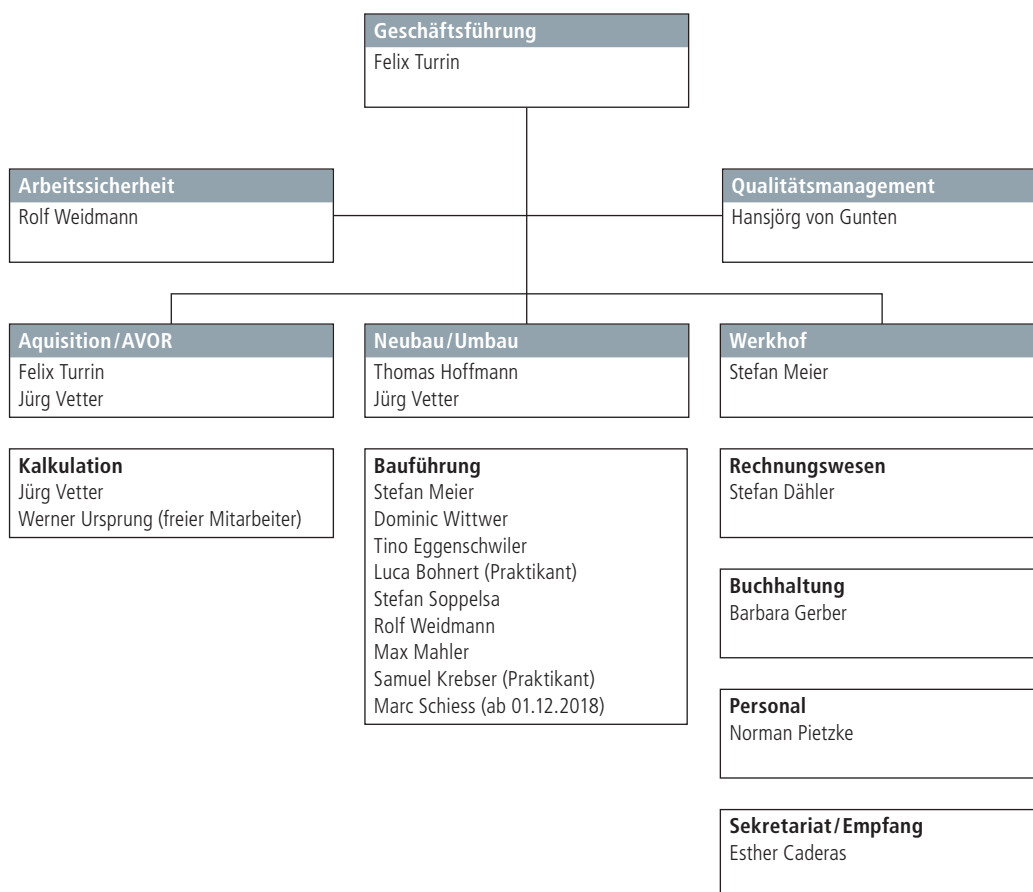 Geschäftsführung
Felix Turrin
Arbeitssicherheit
Rolf Weidmann
Qualitätsmanagement
Hansjörg von Gunten
Aquisition/AVOR
Felix Turrin
Jürg Vetter
Neubau/Umbau
Thomas Hoffmann
Jürg Vetter
Werkhof
Stefan Meier
Kalkulation
Jürg Vetter
Werner Ursprung (freier Mitarbeiter)
Bauführung
Stefan Meier
Dominic Wittwer
Tino Eggenschwiler
Luca Bohnert (Praktikant)
Stefan Soppelsa
Rolf Weidmann
Max Mahler
Samuel Krebser (Praktikant)
Marc Schiess (ab 01.12.2018)
Rechnungswesen
Stefan Dähler
Buchhaltung
Barbara Gerber
Personal
Norman Pietzke
Sekretariat/Empfang
Esther Caderas